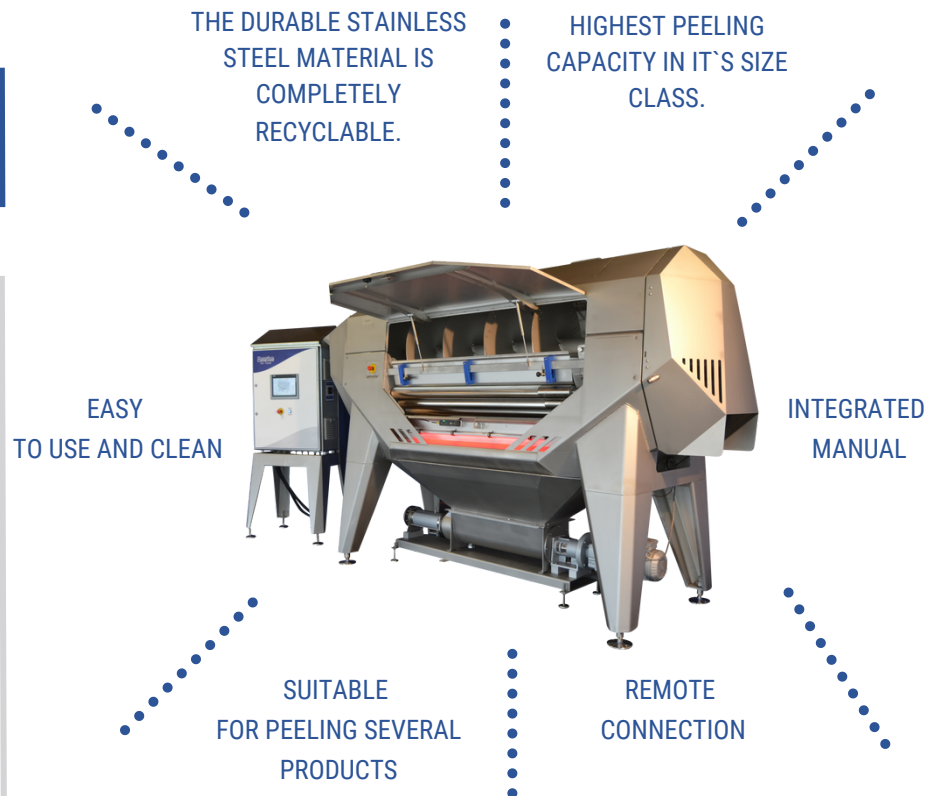 THE DURABLE STAINLESS
STEEL MATERIAL IS
COMPLETELY
RECYCLABLE.
HIGHEST PEELING
CAPACITY IN IT`S SIZE
CLASS.
EASY
TO USE AND CLEAN
INTEGRATED
MANUAL
SUITABLE
FOR PEELING SEVERAL
PRODUCTS
REMOTE
CONNECTION